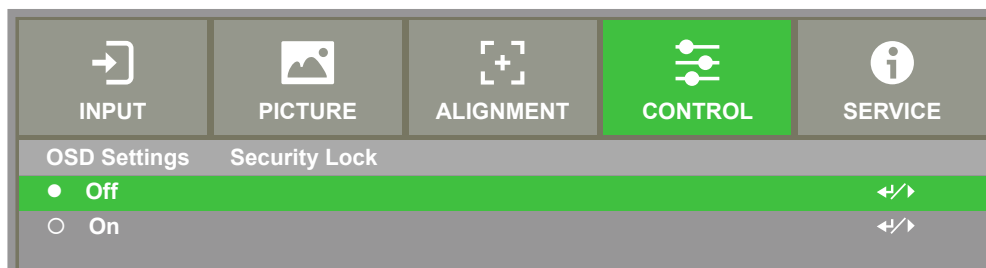 INPUT PICTURE ALIGNMENT CONTROL SERVICE
OSD Settings Security Lock
Off
On